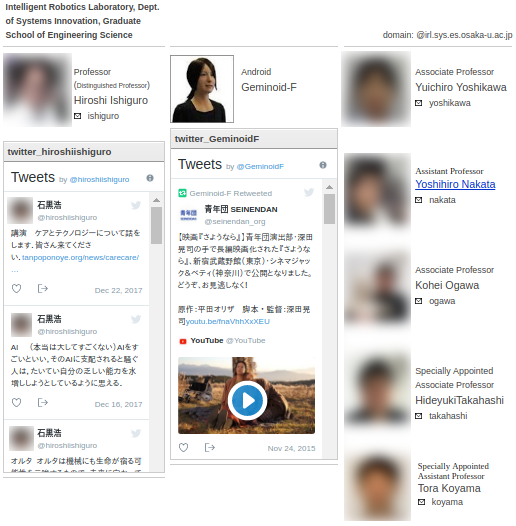 Intelligent Robotics Laboratory, Dept.
of Systems Innovation, Graduate
School of Engineering Science
domain: @irl.sys.es.osaka-u.ac.jp
Professor
(Distinguished Professor)
Hiroshi Ishiguro
ishiguro
twitter_hiroshiishiguro
Tweets by @hiroshiishiguro
石黒浩
@hiroshiishiguro
講演 ケアとテクノロジーについて話を
します。皆さん来てくださ
い。tanpoponoye.org/news/carecare/
…
Dec 22, 2017
石黒浩
@hiroshiishiguro
AI （本当は大してすごくない）AIをす
ごいといい、そのAIに支配されると騒ぐ
人は、たいてい自分の正しい能力を水
増ししようとしているように思える。
Dec 16, 2017
石黒浩
@hiroshiishiguro
オルタ オルタは機械にも生命が宿る可
Android
Geminoid-F
twitter_GeminoidF
Tweets by @GeminoidF
Geminoid-F Retweeted
青年団 SEINENDAN
@seinendan_org
【映画『さようなら』】青年団演出部・深田
晃司の手で長編映画化された『さような
ら』、新宿武蔵野館（東京）・シネマジャッ
ク＆ベティ（神奈川）で公開となりました。
どうぞ、お見逃しなく！
原作：平田オリザ 脚本・監督：深田晃
司youtu.be/fnaVhhXxXEU
YouTube @YouTube
Nov 24, 2015
Associate Professor
Yuichiro Yoshikawa
yoshikawa
Assistant Professor
Yoshihiro Nakata
nakata
Associate Professor
Kohei Ogawa
ogawa
Specially Appointed
Associate Professor
HideyukiTakahashi
takahashi
Specially Appointed
Assistant Professor
Tora Koyama
koyama